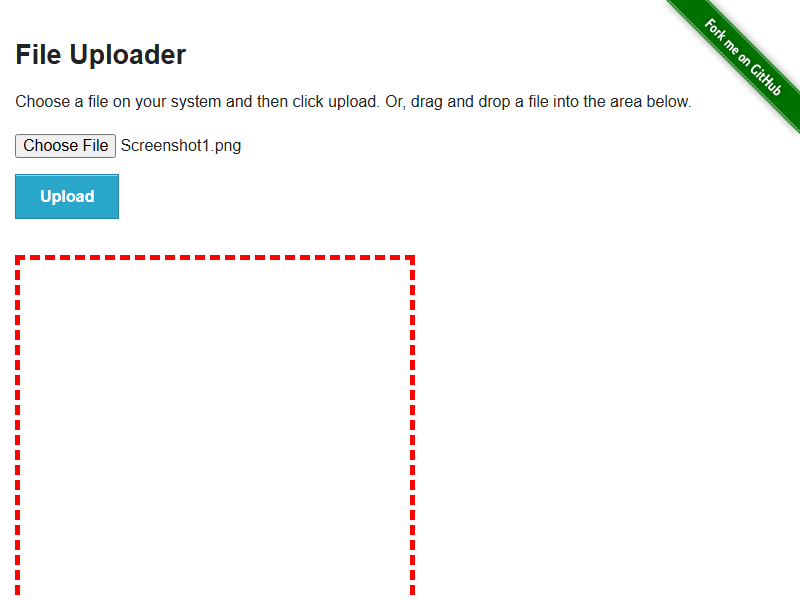 File Uploader
Choose a file on your system and then click upload. Or, drag and drop a file into the area below.
Choose File Screenshot1.png
Upload
Fork me on GitHub